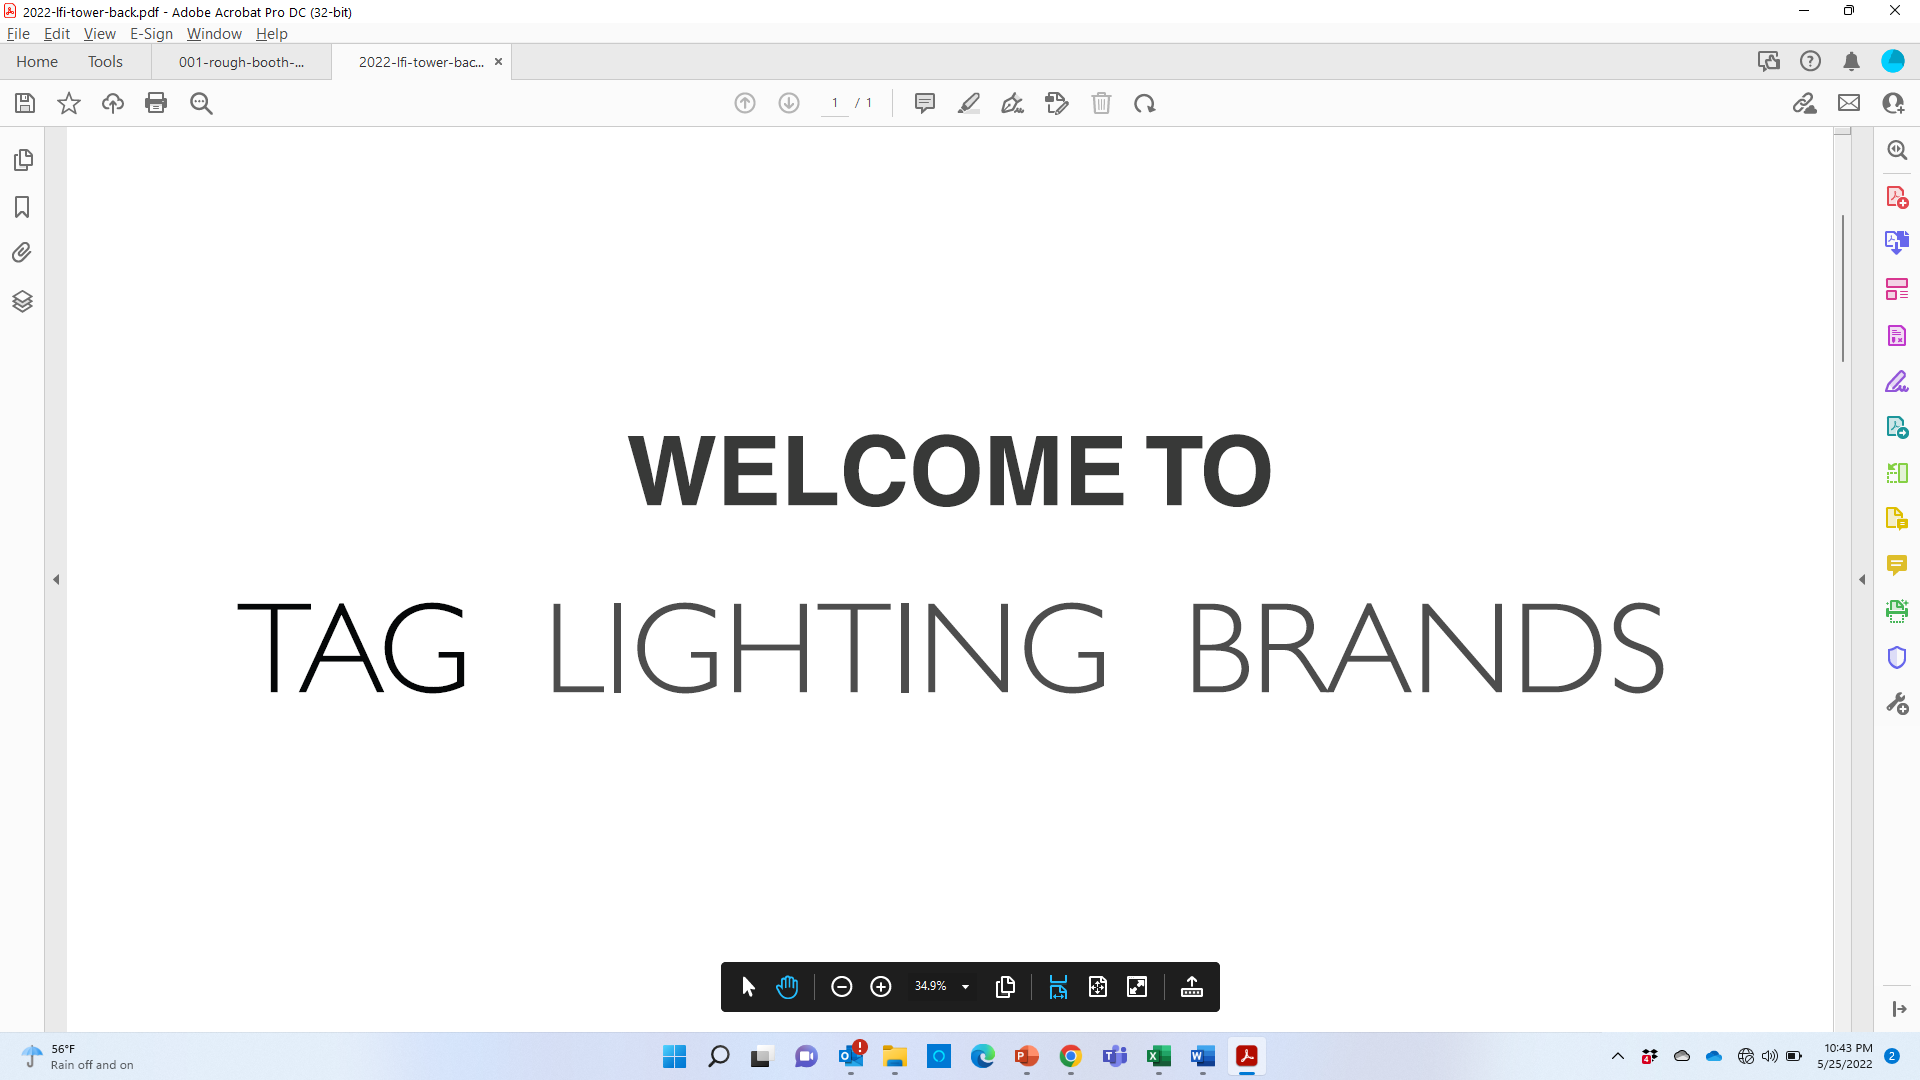 2022-lfi-tower-back.pdf - Adobe Acrobat Pro DC (32-bit)
File Edit View E-Sign Window Help
Home Tools 001-rough-booth-... 2022-lfi-tower-bac... ×
1 / 1
WELCOME TO
TAG LIGHTING BRANDS
34.9%
56°F
Rain off and on
10:43 PM
5/25/2022
2
4